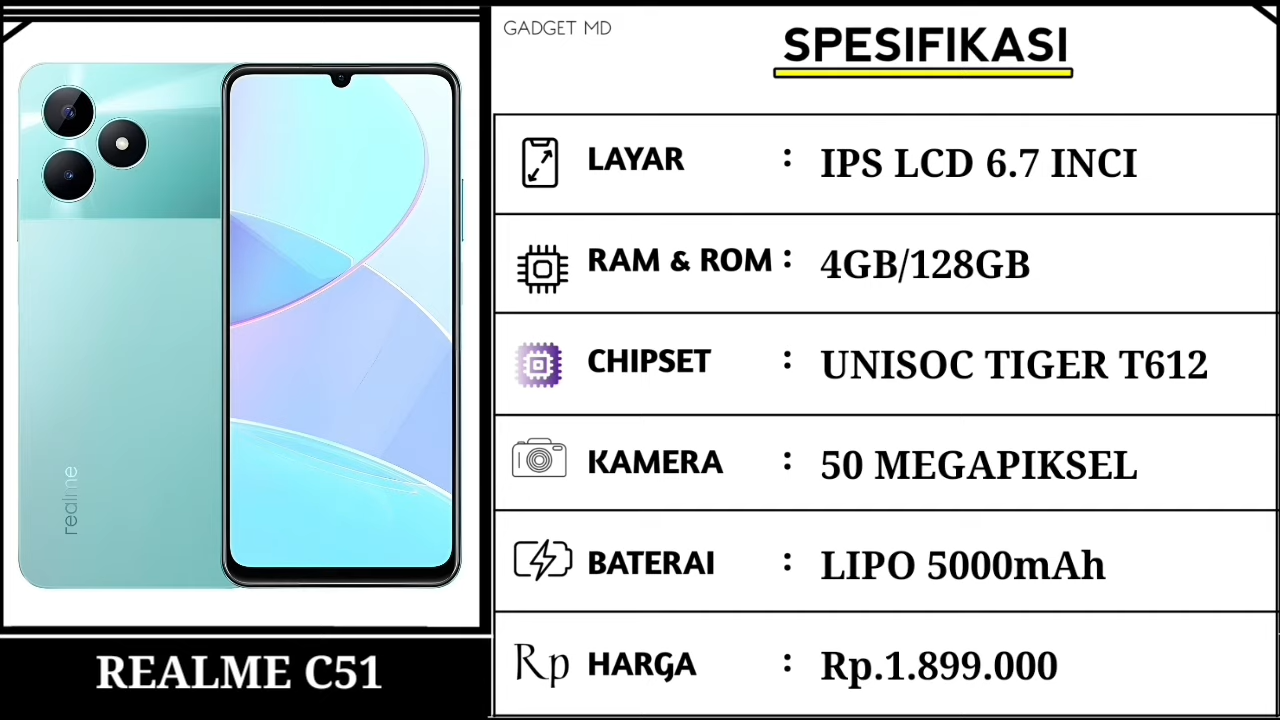 GADGET MD
SPESIFIKASI
LAYAR : IPS LCD 6.7 INCI
RAM & ROM : 4GB/128GB
CHIPSET : UNISOC TIGER T612
KAMERA : 50 MEGAPIKSEL
BATERAI : LIPO 5000mAh
Rp HARGA : Rp.1.899.000
realme
REALME C51